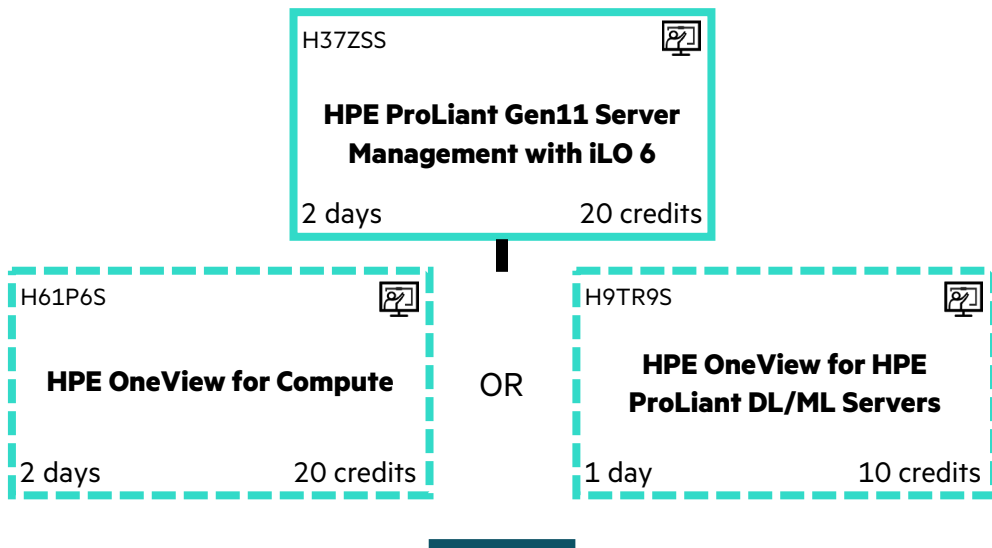 H37ZSS
HPE ProLiant Gen11 Server
Management with iLO 6
2 days 20 credits
H61P6S
HPE OneView for Compute
2 days 20 credits
OR
H9TR9S
HPE OneView for HPE
ProLiant DL/ML Servers
1 day 10 credits